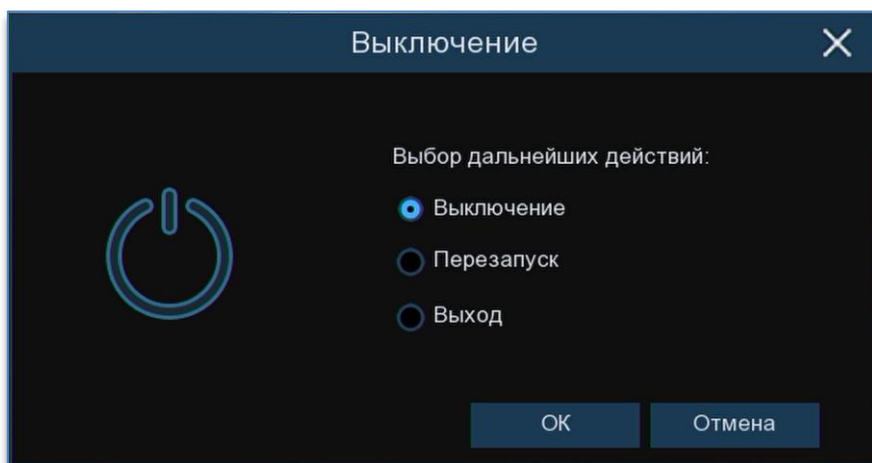 Выключение
Выбор дальнейших действий:
Выключение
Перезапуск
Выход
ОК
Отмена